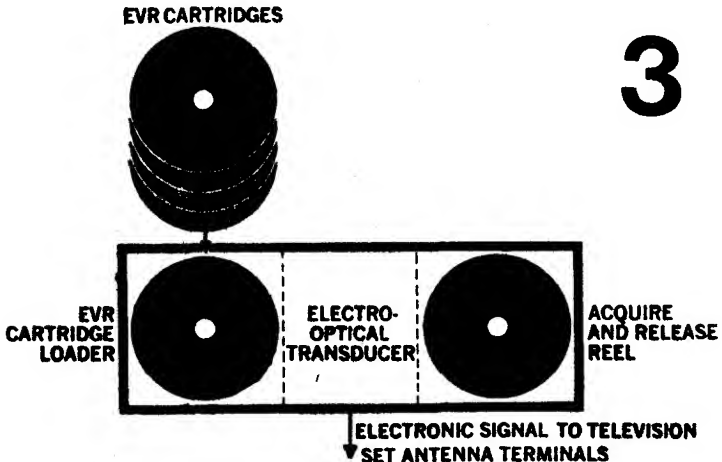 EVR CARTRIDGES
3
EVR
CARTRIDGE
LOADER
ELECTRO-
OPTICAL
TRANSDUCER
ACQUIRE
AND RELEASE
REEL
ELECTRONIC SIGNAL TO TELEVISION
SET ANTENNA TERMINALS